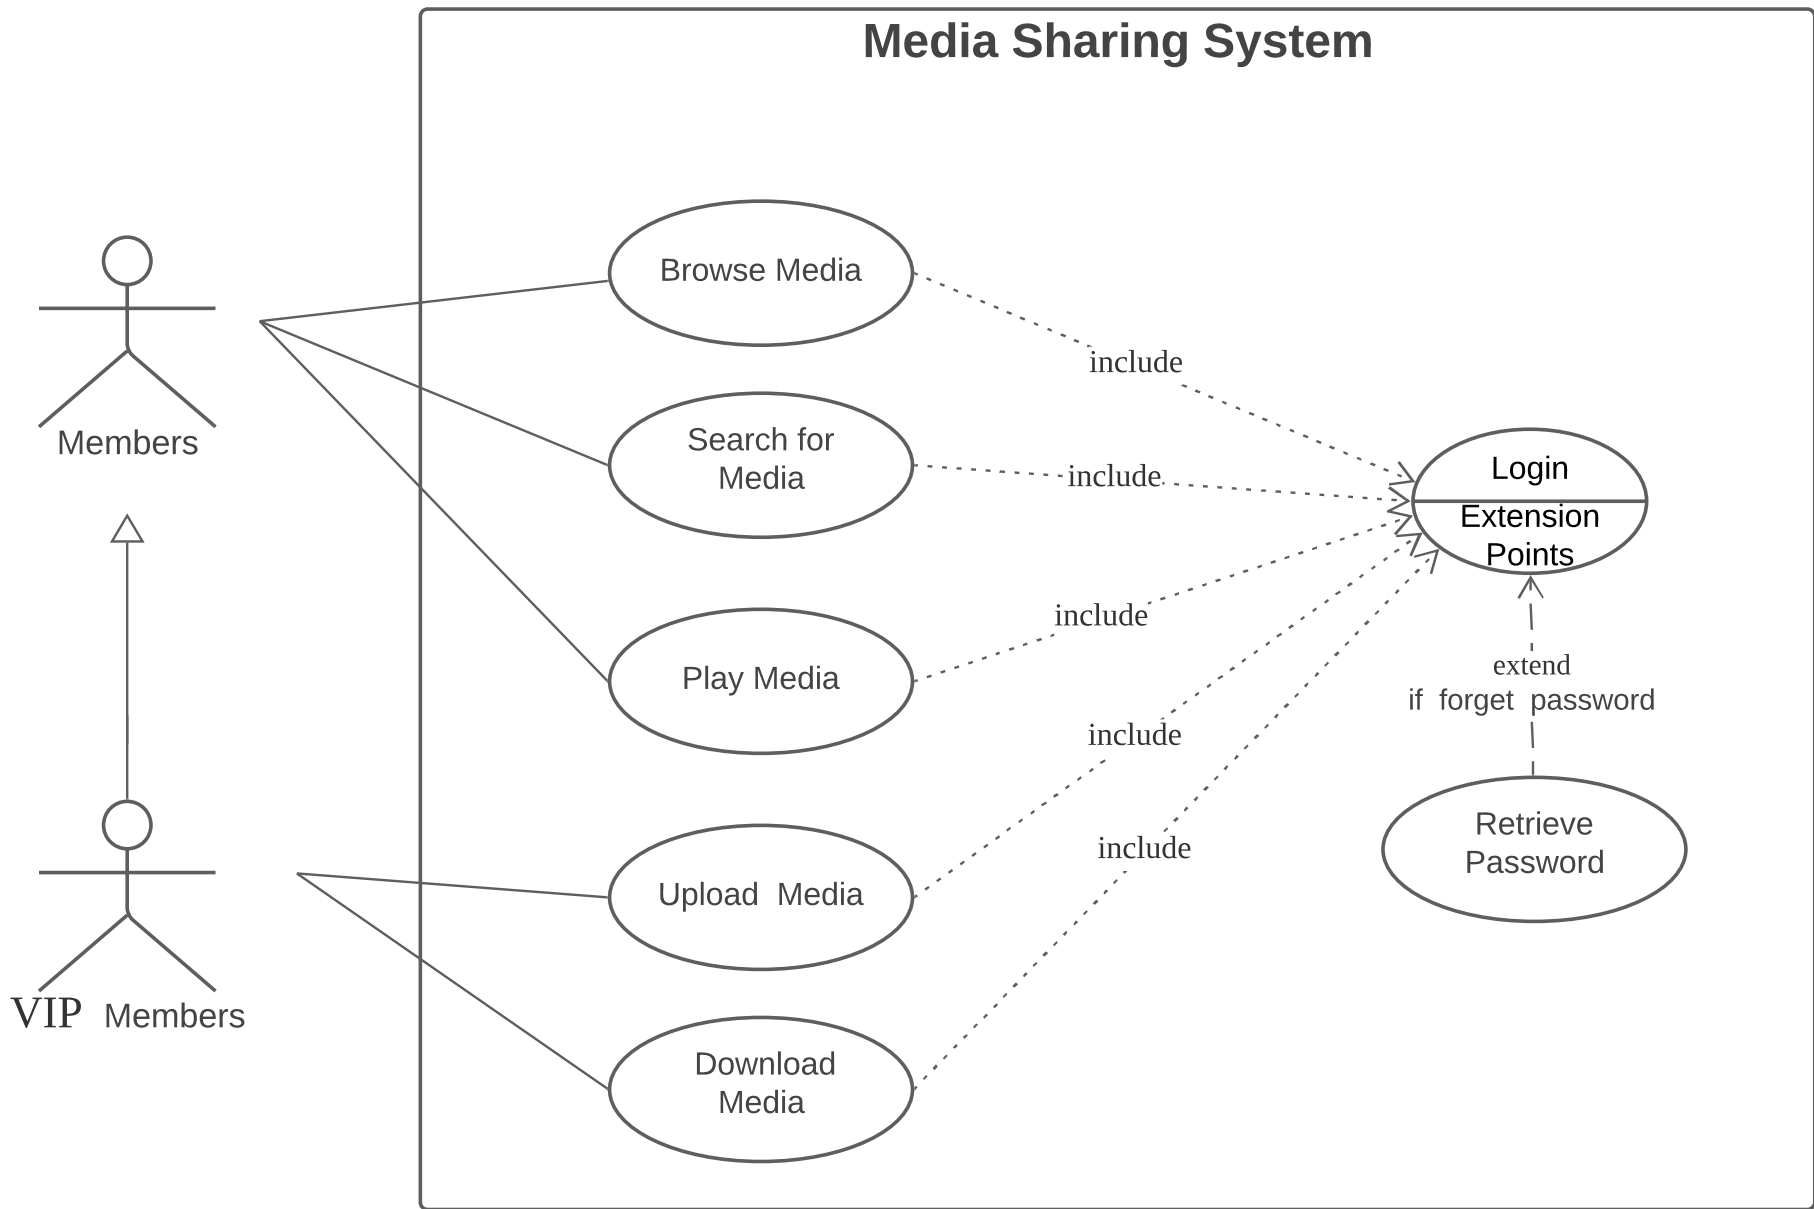 Media Sharing System
Browse Media
include
Members
Search for
Media
include
Login
Extension
Points
Play Media
include
extend
if forget password
include
Retrieve
Password
include
Upload Media
VIP Members
Download
Media